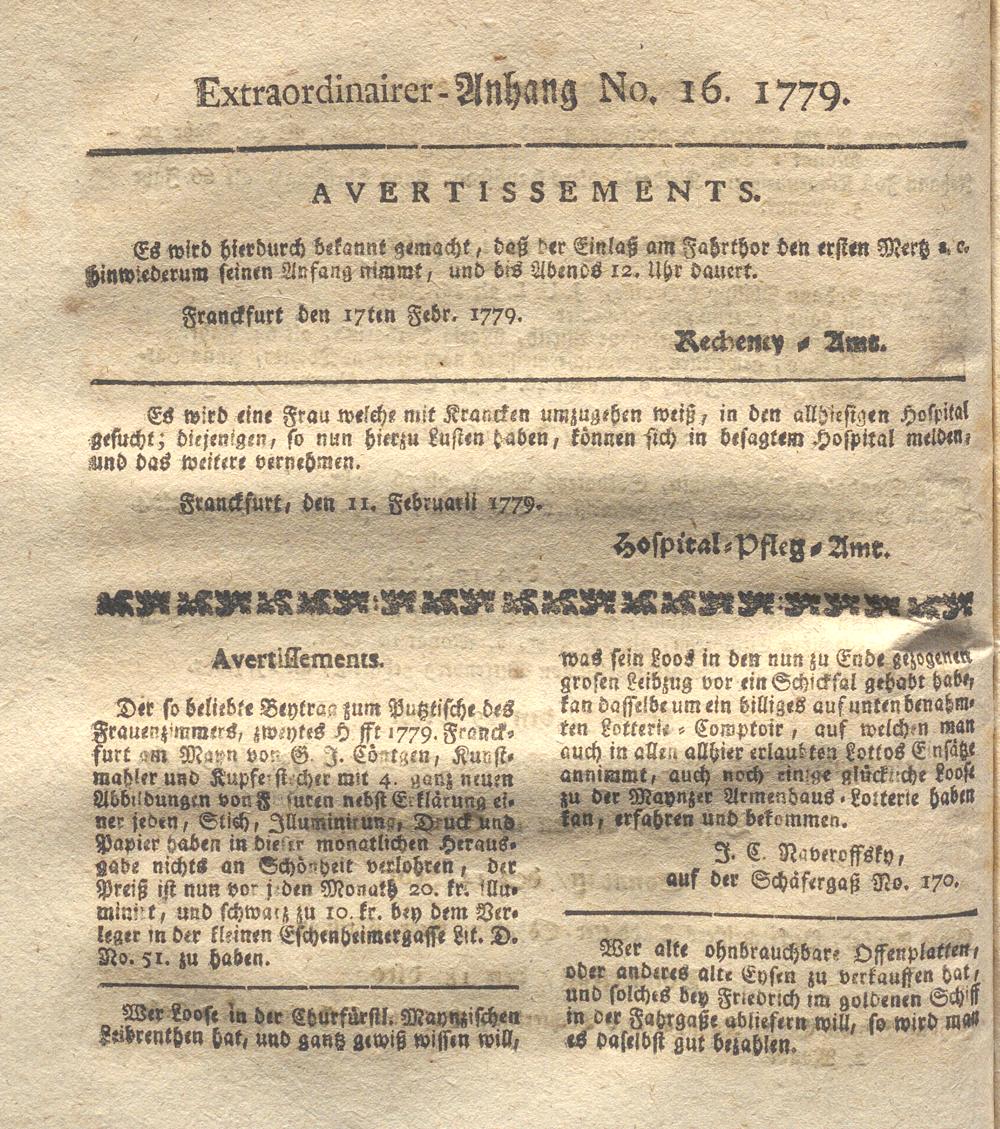 Extraordinairer-Anhang No. 16. 1779.
AVERTISSEMENTS.
Es wird hierdurch bekannt gemacht, daß der Einlaß am Fahrthor den ersten Mertz a. c.
hinwiederum seinen Anfang nimmt, und bis Abends 12. Uhr dauert.
Franckfurt den 17ten Febr. 1779.
Recheney-Amt.
Es wird eine Frau welche mit Krancken umzugehen weiß, in den allhiesigen Hospital
gesucht; diejenigen, so nun hierzu Lusten haben, können sich in besagtem Hospital melden,
und das weitere vernehmen.
Franckfurt, den 11. Februarii 1779.
Hospital-Pfleg-Amt.
Avertissements.
Der so beliebte Beytrag zum Putztische des
Frauenzimmers, zweytes H fft 1779. Franck-
furt am Mayn von G. J. Cöntgen, Kunst-
mahler und Kupferstecher mit 4. ganz neuen
Abbildungen von Frisuren nebst Erklärung ei-
ner jeden, Stich, Illuminirung, Druck und
Papier haben in dieser monatlichen Heraus-
gabe nichts an Schönheit verlohren, der
Preiß ist nun vor jeden Monath 20. kr. illu-
minirt, und schwarz zu 10. kr. bey dem Ver-
leger in der kleinen Eschenheimergasse Lit. D.
No. 51. zu haben.
Wer Loose in der Churfürstl. Maynzischen
Leibrenthen hat, und gantz gewiß wissen will,
was sein Loos in den nun zu Ende gezogenen
grosen Leibzug vor ein Schicksal gehabt habe,
kan dasselbe um ein billiges auf unten benahm-
ten Lotterie-Comptoir, auf welchen man
auch in allen allhier erlaubten Lottos Einsätze
annimmt, auch noch einige glückliche Loose
zu der Maynzer Armenhaus-Lotterie haben
kan, erfahren und bekommen.
J. C. Naveroffsky,
auf der Schäfergaß No. 170.
Wer alte ohnbrauchbare Offenplatten,
oder anderes alte Eysen zu verkauffen hat,
und solches bey Friedrich im goldenen Schiff
in der Fahrgaße abliefern will, so wird man
es daselbst gut bezahlen.